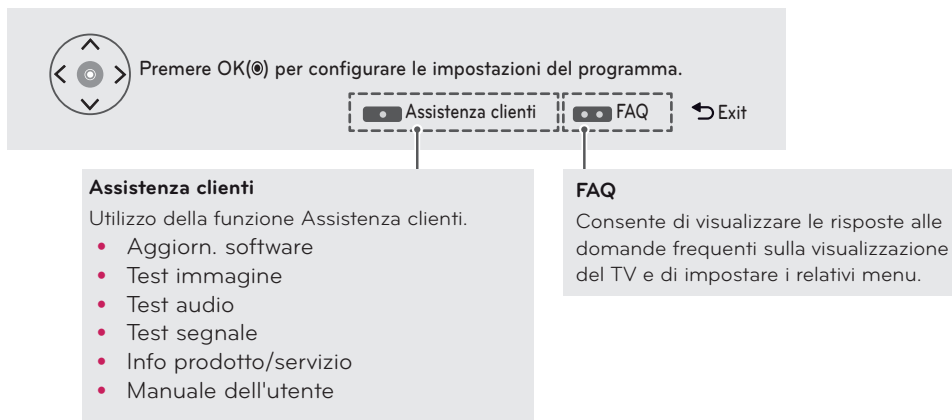 Premere OK(◉) per configurare le impostazioni del programma.
Assistenza clienti
FAQ
Exit
Assistenza clienti
Utilizzo della funzione Assistenza clienti.
• Aggiorn. software
• Test immagine
• Test audio
• Test segnale
• Info prodotto/servizio
• Manuale dell'utente
FAQ
Consente di visualizzare le risposte alle
domande frequenti sulla visualizzazione
del TV e di impostare i relativi menu.